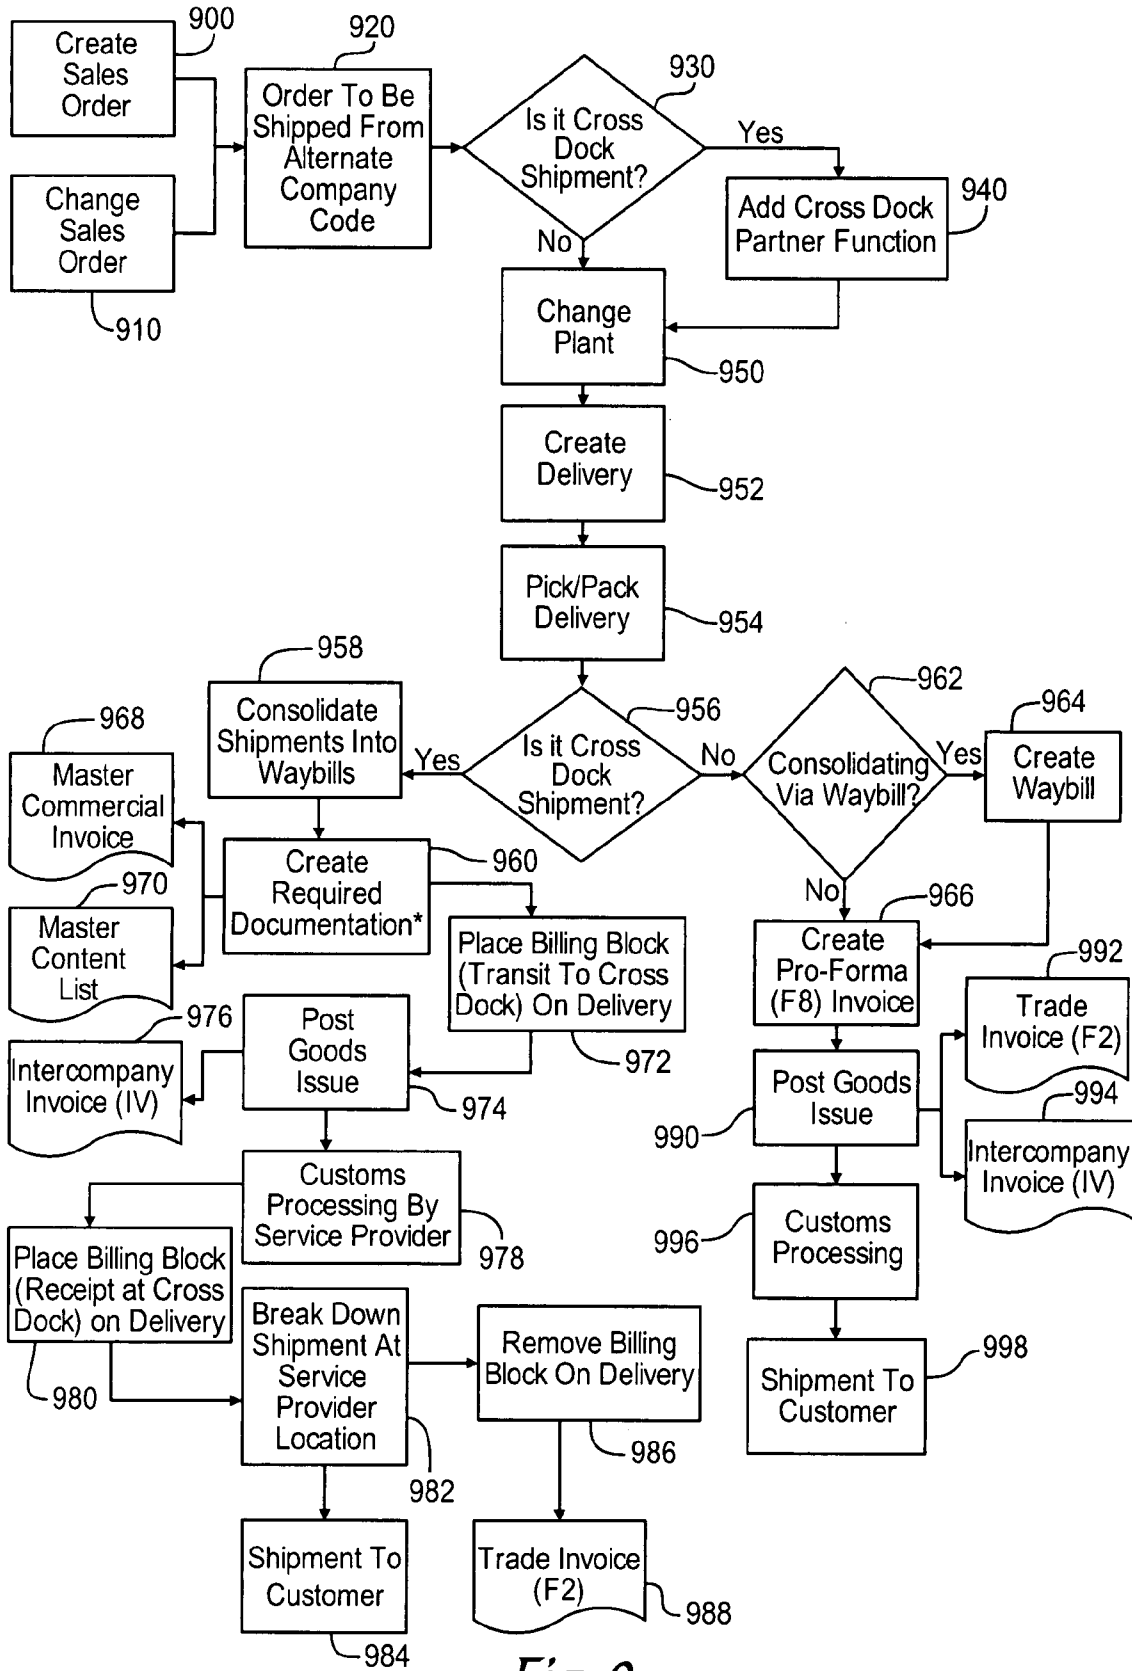 900
Create
Sales
Order
Change
Sales
Order
910
920
Order To Be
Shipped From
Alternate
Company
Code
930
Is it Cross
Dock
Shipment?
Yes
No
940
Add Cross Dock
Partner Function
Change
Plant
950
Create
Delivery
952
Pick/Pack
Delivery
954
956
Is it Cross
Dock
Shipment?
Yes
No
958
Consolidate
Shipments Into
Waybills
960
Create
Required
Documentation*
968
Master
Commercial
Invoice
970
Master
Content
List
962
Consolidating
Via Waybill?
Yes
No
964
Create
Waybill
966
Create
Pro-Forma
(F8) Invoice
Place Billing Block
(Transit To Cross
Dock) On Delivery
972
Post
Goods
Issue
974
976
Intercompany
Invoice (IV)
Customs
Processing By
Service Provider
978
Place Billing Block
(Receipt at Cross
Dock) on Delivery
980
Break Down
Shipment At
Service
Provider
Location
982
Shipment To
Customer
984
Remove Billing
Block On Delivery
986
Trade Invoice
(F2)
988
Post Goods
Issue
990
992
Trade
Invoice (F2)
994
Intercompany
Invoice (IV)
Customs
Processing
996
Shipment To
Customer
998